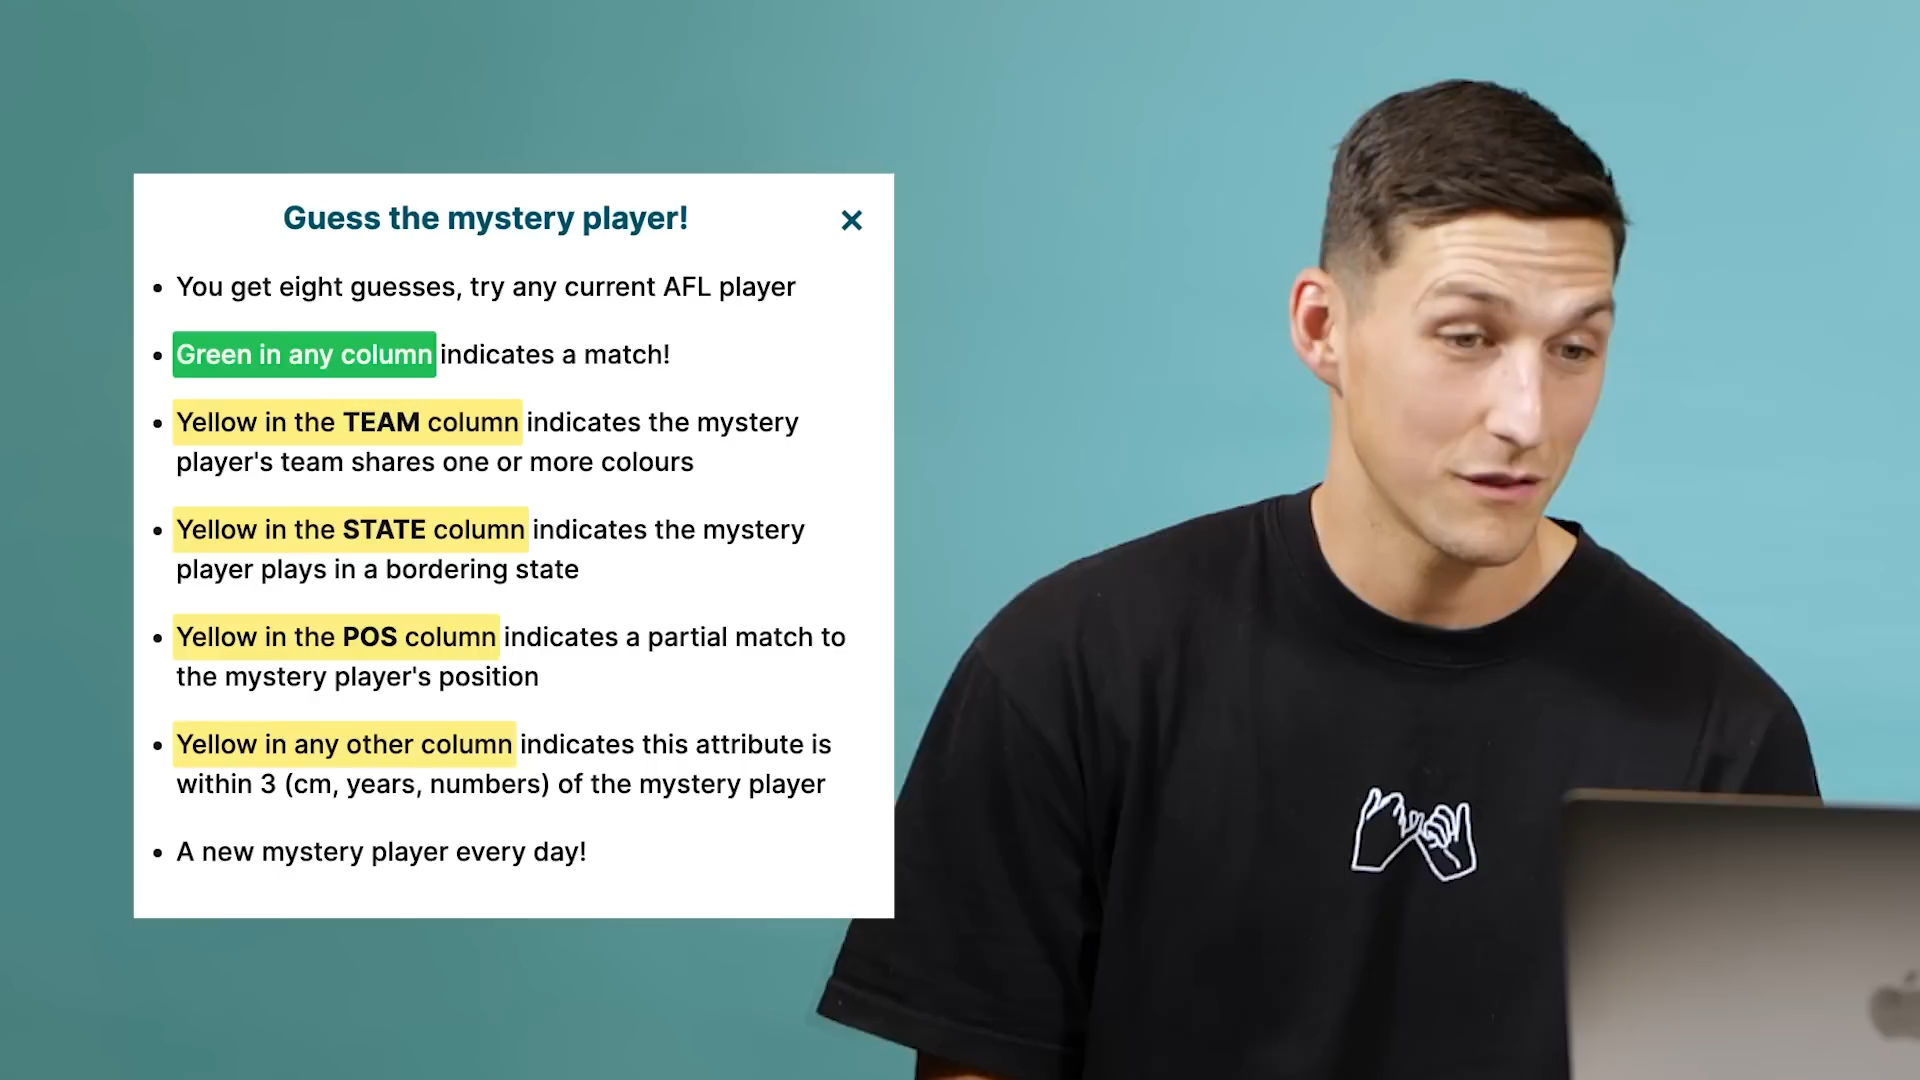 Guess the mystery player!
You get eight guesses, try any current AFL player
Green in any column indicates a match!
Yellow in the TEAM column indicates the mystery
player's team shares one or more colours
Yellow in the STATE column indicates the mystery
player plays in a bordering state
Yellow in the POS column indicates a partial match to
the mystery player's position
Yellow in any other column indicates this attribute is
within 3 (cm, years, numbers) of the mystery player
A new mystery player every day!